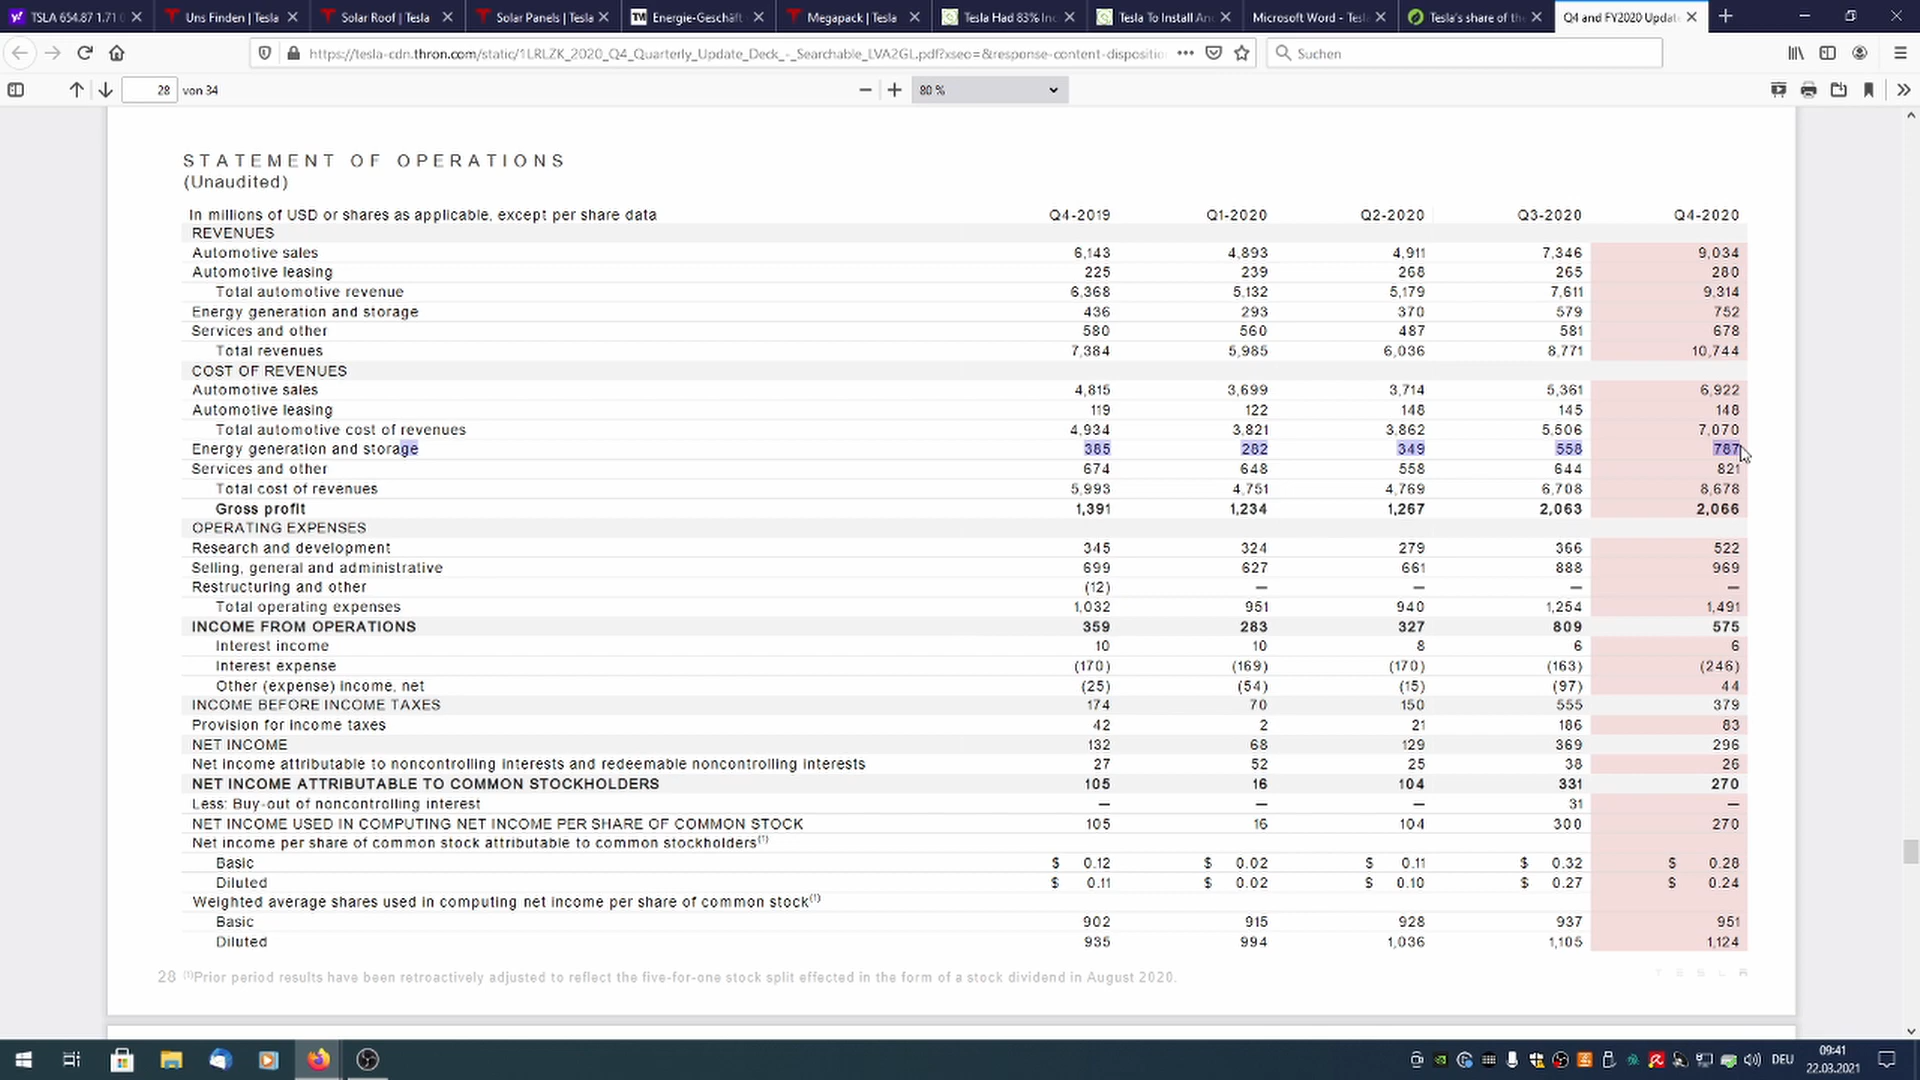 TSLA 654.87 1.71 (
Uns Finden | Tesla
Solar Roof | Tesla
Solar Panels | Tesla
Energie-Geschäft
Megapack | Tesla
Tesla Had 83% In
Tesla To Install An
Microsoft Word - Tesl
Tesla's share of the
Q4 and FY2020 Updat
https://tesla-cdn.thron.com/static/1LRLZK_2020_Q4_Quarterly_Update_Deck_-_Searchable_LVA2GL.pdf?xseo=&response-content-dispositio
Suchen
28 von 34
80 %
STATEMENT OF OPERATIONS
(Unaudited)
In millions of USD or shares as applicable, except per share data Q4-2019 Q1-2020 Q2-2020 Q3-2020 Q4-2020
REVENUES
Automotive sales 6,143 4,893 4,911 7,346 9,034
Automotive leasing 225 239 268 265 280
Total automotive revenue 6,368 5,132 5,179 7,611 9,314
Energy generation and storage 436 293 370 579 752
Services and other 580 560 487 581 678
Total revenues 7,384 5,985 6,036 8,771 10,744
COST OF REVENUES
Automotive sales 4,815 3,699 3,714 5,361 6,922
Automotive leasing 119 122 148 145 148
Total automotive cost of revenues 4,934 3,821 3,862 5,506 7,070
Energy generation and storage 385 282 349 558 787
Services and other 674 648 558 644 821
Total cost of revenues 5,993 4,751 4,769 6,708 8,678
Gross profit 1,391 1,234 1,267 2,063 2,066
OPERATING EXPENSES
Research and development 345 324 279 366 522
Selling, general and administrative 699 627 661 888 969
Restructuring and other (12) — — — —
Total operating expenses 1,032 951 940 1,254 1,491
INCOME FROM OPERATIONS 359 283 327 809 575
Interest income 10 10 8 6 6
Interest expense (170) (169) (170) (163) (246)
Other (expense) income, net (25) (54) (15) (97) 44
INCOME BEFORE INCOME TAXES 174 70 150 555 379
Provision for income taxes 42 2 21 186 83
NET INCOME 132 68 129 369 296
Net income attributable to noncontrolling interests and redeemable noncontrolling interests 27 52 25 38 26
NET INCOME ATTRIBUTABLE TO COMMON STOCKHOLDERS 105 16 104 331 270
Less: Buy-out of noncontrolling interest — — — 31 —
NET INCOME USED IN COMPUTING NET INCOME PER SHARE OF COMMON STOCK 105 16 104 300 270
Net income per share of common stock attributable to common stockholders(1)
Basic $ 0.12 $ 0.02 $ 0.11 $ 0.32 $ 0.28
Diluted $ 0.11 $ 0.02 $ 0.10 $ 0.27 $ 0.24
Weighted average shares used in computing net income per share of common stock(1)
Basic 902 915 928 937 951
Diluted 935 994 1,036 1,105 1,124
28 (1)Prior period results have been retroactively adjusted to reflect the five-for-one stock split effected in the form of a stock dividend in August 2020.
TESLA
DEU
09:41
22.03.2021